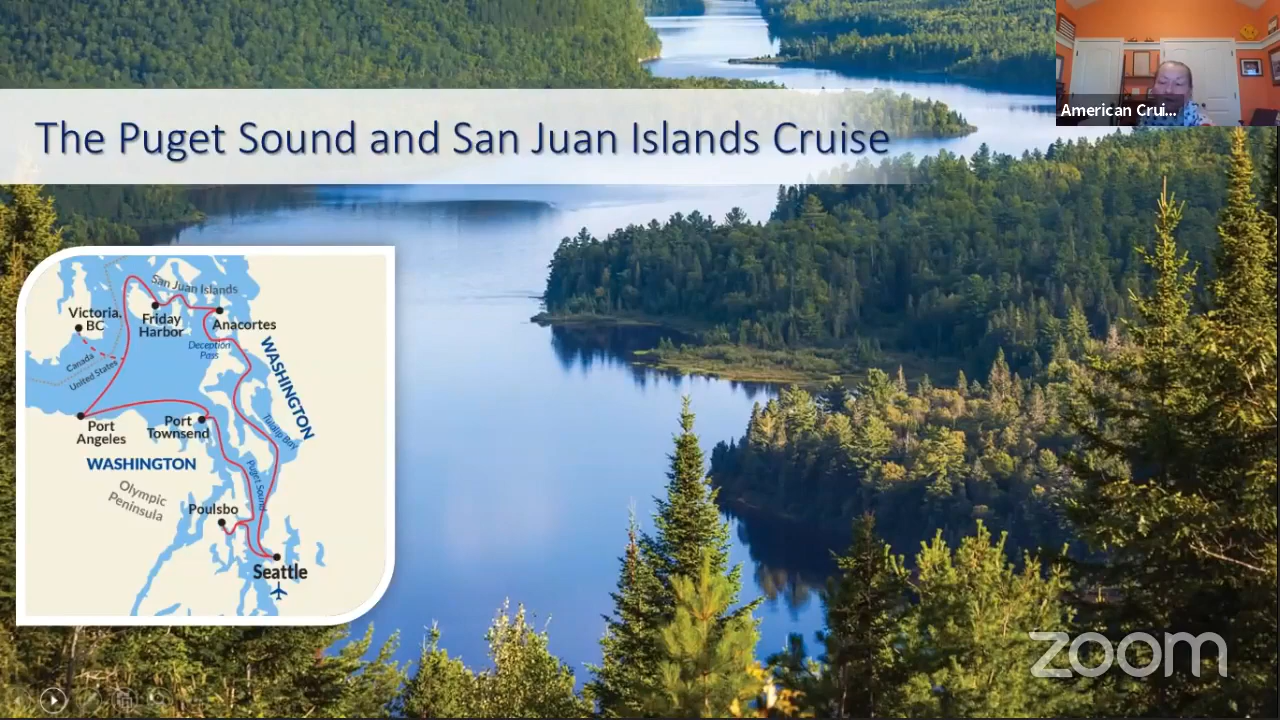 American Crui...
The Puget Sound and San Juan Islands Cruise
San Juan Islands
Victoria,
BC
Friday
Harbor
Anacortes
Deception
Pass
Canada
United States
WASHINGTON
Port
Angeles
Port
Townsend
Tulalip Bay
WASHINGTON
Puget Sound
Olympic
Peninsula
Poulsbo
Seattle
zoom